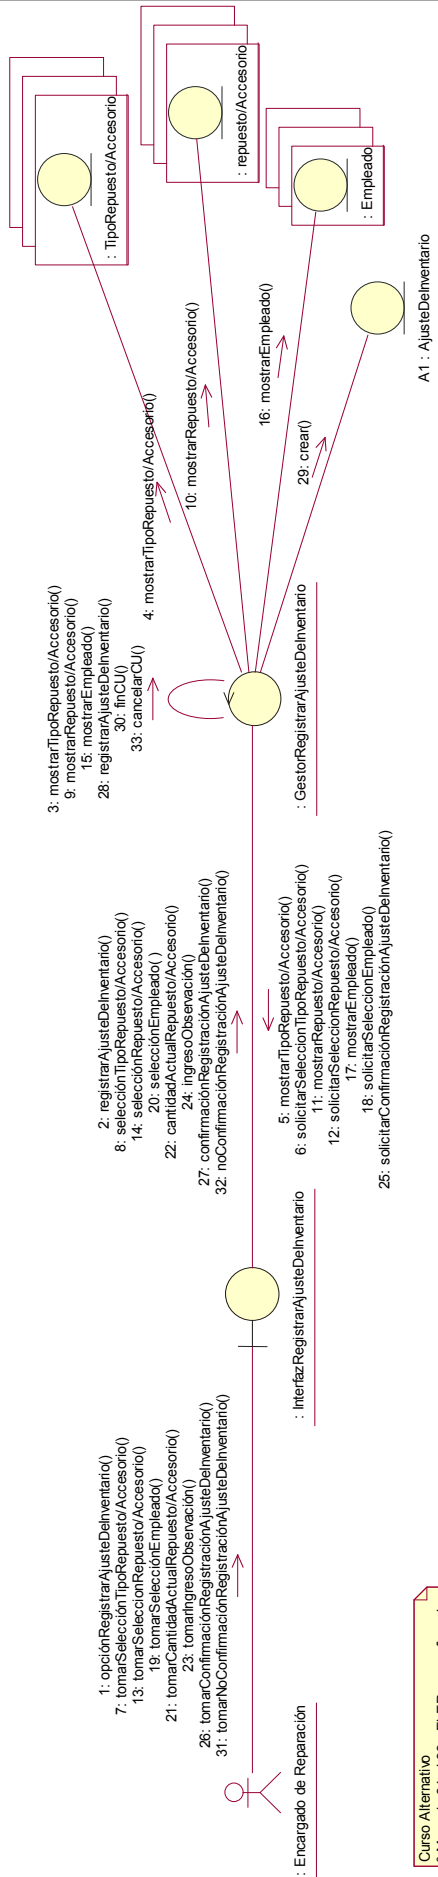 : Encargado de Reparación
1: opciónRegistrarAjusteDeInventario()
7: tomarSelecciónTipoRepuesto/Accesorio()
13: tomarSeleccionRepuesto/Accesorio()
19: tomarSelecciónEmpleado()
21: tomarCantidadActualRepuesto/Accesorio()
23: tomarIngresoObservación()
26: tomarConfirmaciónRegistraciónAjusteDeInventario()
31: tomarNoConfirmaciónRegistraciónAjusteDeInventario()
: InterfazRegistrarAjusteDeInventario
2: registrarAjusteDeInventario()
8: selecciónTipoRepuesto/Accesorio()
14: selecciónRepuesto/Accesorio()
20: selecciónEmpleado( )
22: cantidadActualRepuesto/Accesorio()
24: ingresoObservación()
27: confirmaciónRegistraciónAjusteDeInventario()
32: noConfirmaciónRegistraciónAjusteDeInventario()
5: mostrarTipoRepuesto/Accesorio()
6: solicitarSeleccionTipoRepuesto/Accesorio()
11: mostrarRepuesto/Accesorio()
12: solicitarSeleccionRepuesto/Accesorio()
17: mostrarEmpleado()
18: solicitarSeleccionEmpleado()
25: solicitarConfirmaciónRegistraciónAjusteDeInventario()
3: mostrarTipoRepuesto/Accesorio()
9: mostrarRepuesto/Accesorio()
15: mostrarEmpleado()
28: registrarAjusteDeInventario()
30: finCU()
33: cancelarCU()
: GestorRegistrarAjusteDeInventario
4: mostrarTipoRepuesto/Accesorio()
10: mostrarRepuesto/Accesorio()
16: mostrarEmpleado()
29: crear()
: TipoRepuesto/Accesorio
: repuesto/Accesorio
: Empleado
A1 : AjusteDeInventario
Curso Alternativo